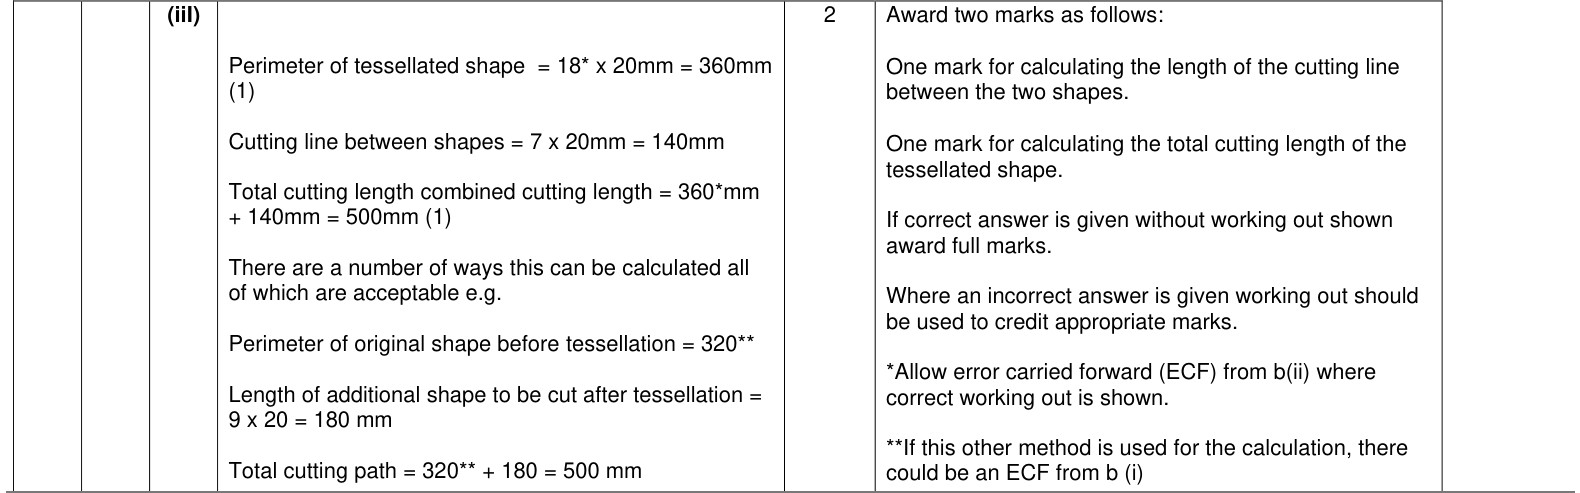 (iii)
Perimeter of tessellated shape = 18* x 20mm = 360mm
(1)
Cutting line between shapes = 7 x 20mm = 140mm
Total cutting length combined cutting length = 360*mm
+ 140mm = 500mm (1)
There are a number of ways this can be calculated all
of which are acceptable e.g.
Perimeter of original shape before tessellation = 320**
Length of additional shape to be cut after tessellation =
9 x 20 = 180 mm
Total cutting path = 320** + 180 = 500 mm
2
Award two marks as follows:
One mark for calculating the length of the cutting line
between the two shapes.
One mark for calculating the total cutting length of the
tessellated shape.
If correct answer is given without working out shown
award full marks.
Where an incorrect answer is given working out should
be used to credit appropriate marks.
*Allow error carried forward (ECF) from b(ii) where
correct working out is shown.
**If this other method is used for the calculation, there
could be an ECF from b (i)